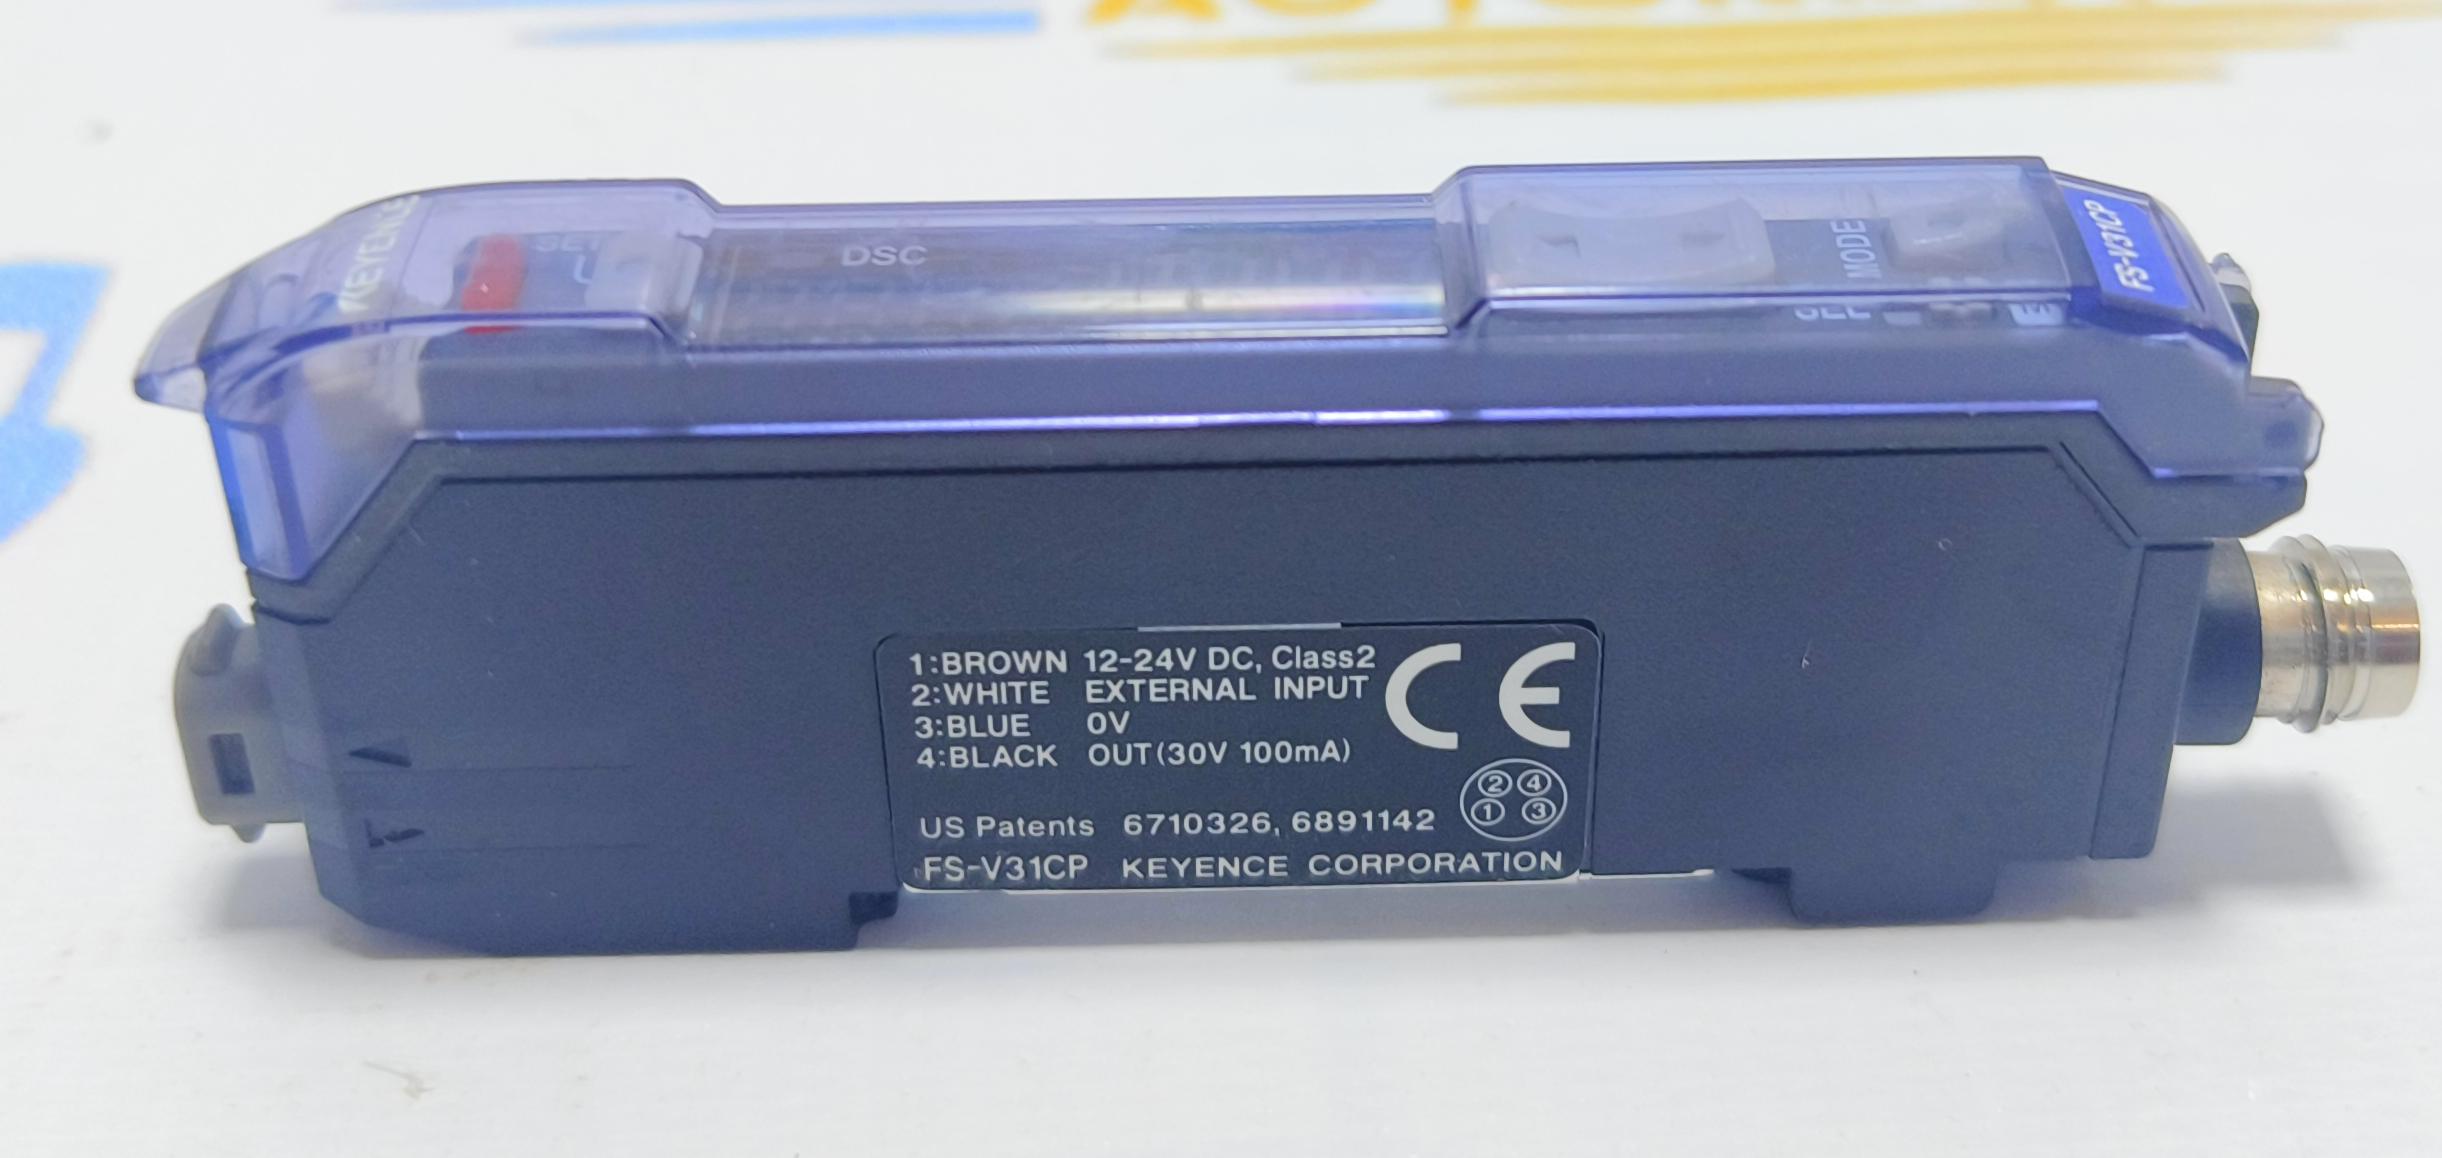 KEYENCE
SET
DSC
MODE
SEL
FS-V31CP
1:BROWN 12-24V DC, Class2
2:WHITE EXTERNAL INPUT
3:BLUE 0V
4:BLACK OUT(30V 100mA)
CE
2 4
1 3
US Patents 6710326, 6891142
FS-V31CP KEYENCE CORPORATION